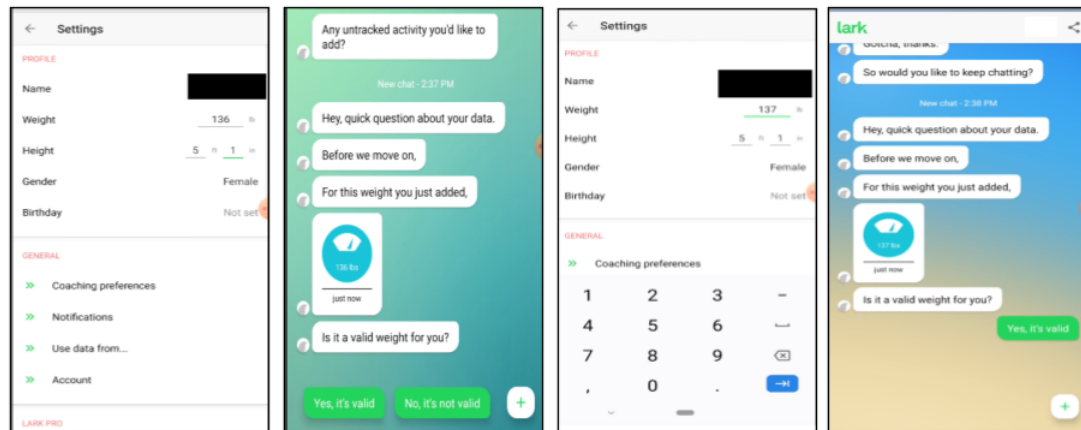 ← Settings
PROFILE
Name
Weight 136 lb
Height 5 ft 1 in
Gender Female
Birthday Not set
GENERAL
» Coaching preferences
» Notifications
» Use data from...
» Account
LARK PRO
Any untracked activity you'd like to
add?
New chat - 2:37 PM
Hey, quick question about your data.
Before we move on,
For this weight you just added,
136 lbs
just now
Is it a valid weight for you?
Yes, it's valid
No, it's not valid
+
← Settings
PROFILE
Name
Weight 137 lb
Height 5 ft 1 in
Gender Female
Birthday Not set
GENERAL
» Coaching preferences
1 2 3 -
4 5 6
7 8 9
, 0 .
lark
Gotcha, thanks.
So would you like to keep chatting?
New chat - 2:38 PM
Hey, quick question about your data.
Before we move on,
For this weight you just added,
137 lbs
just now
Is it a valid weight for you?
Yes, it's valid
+